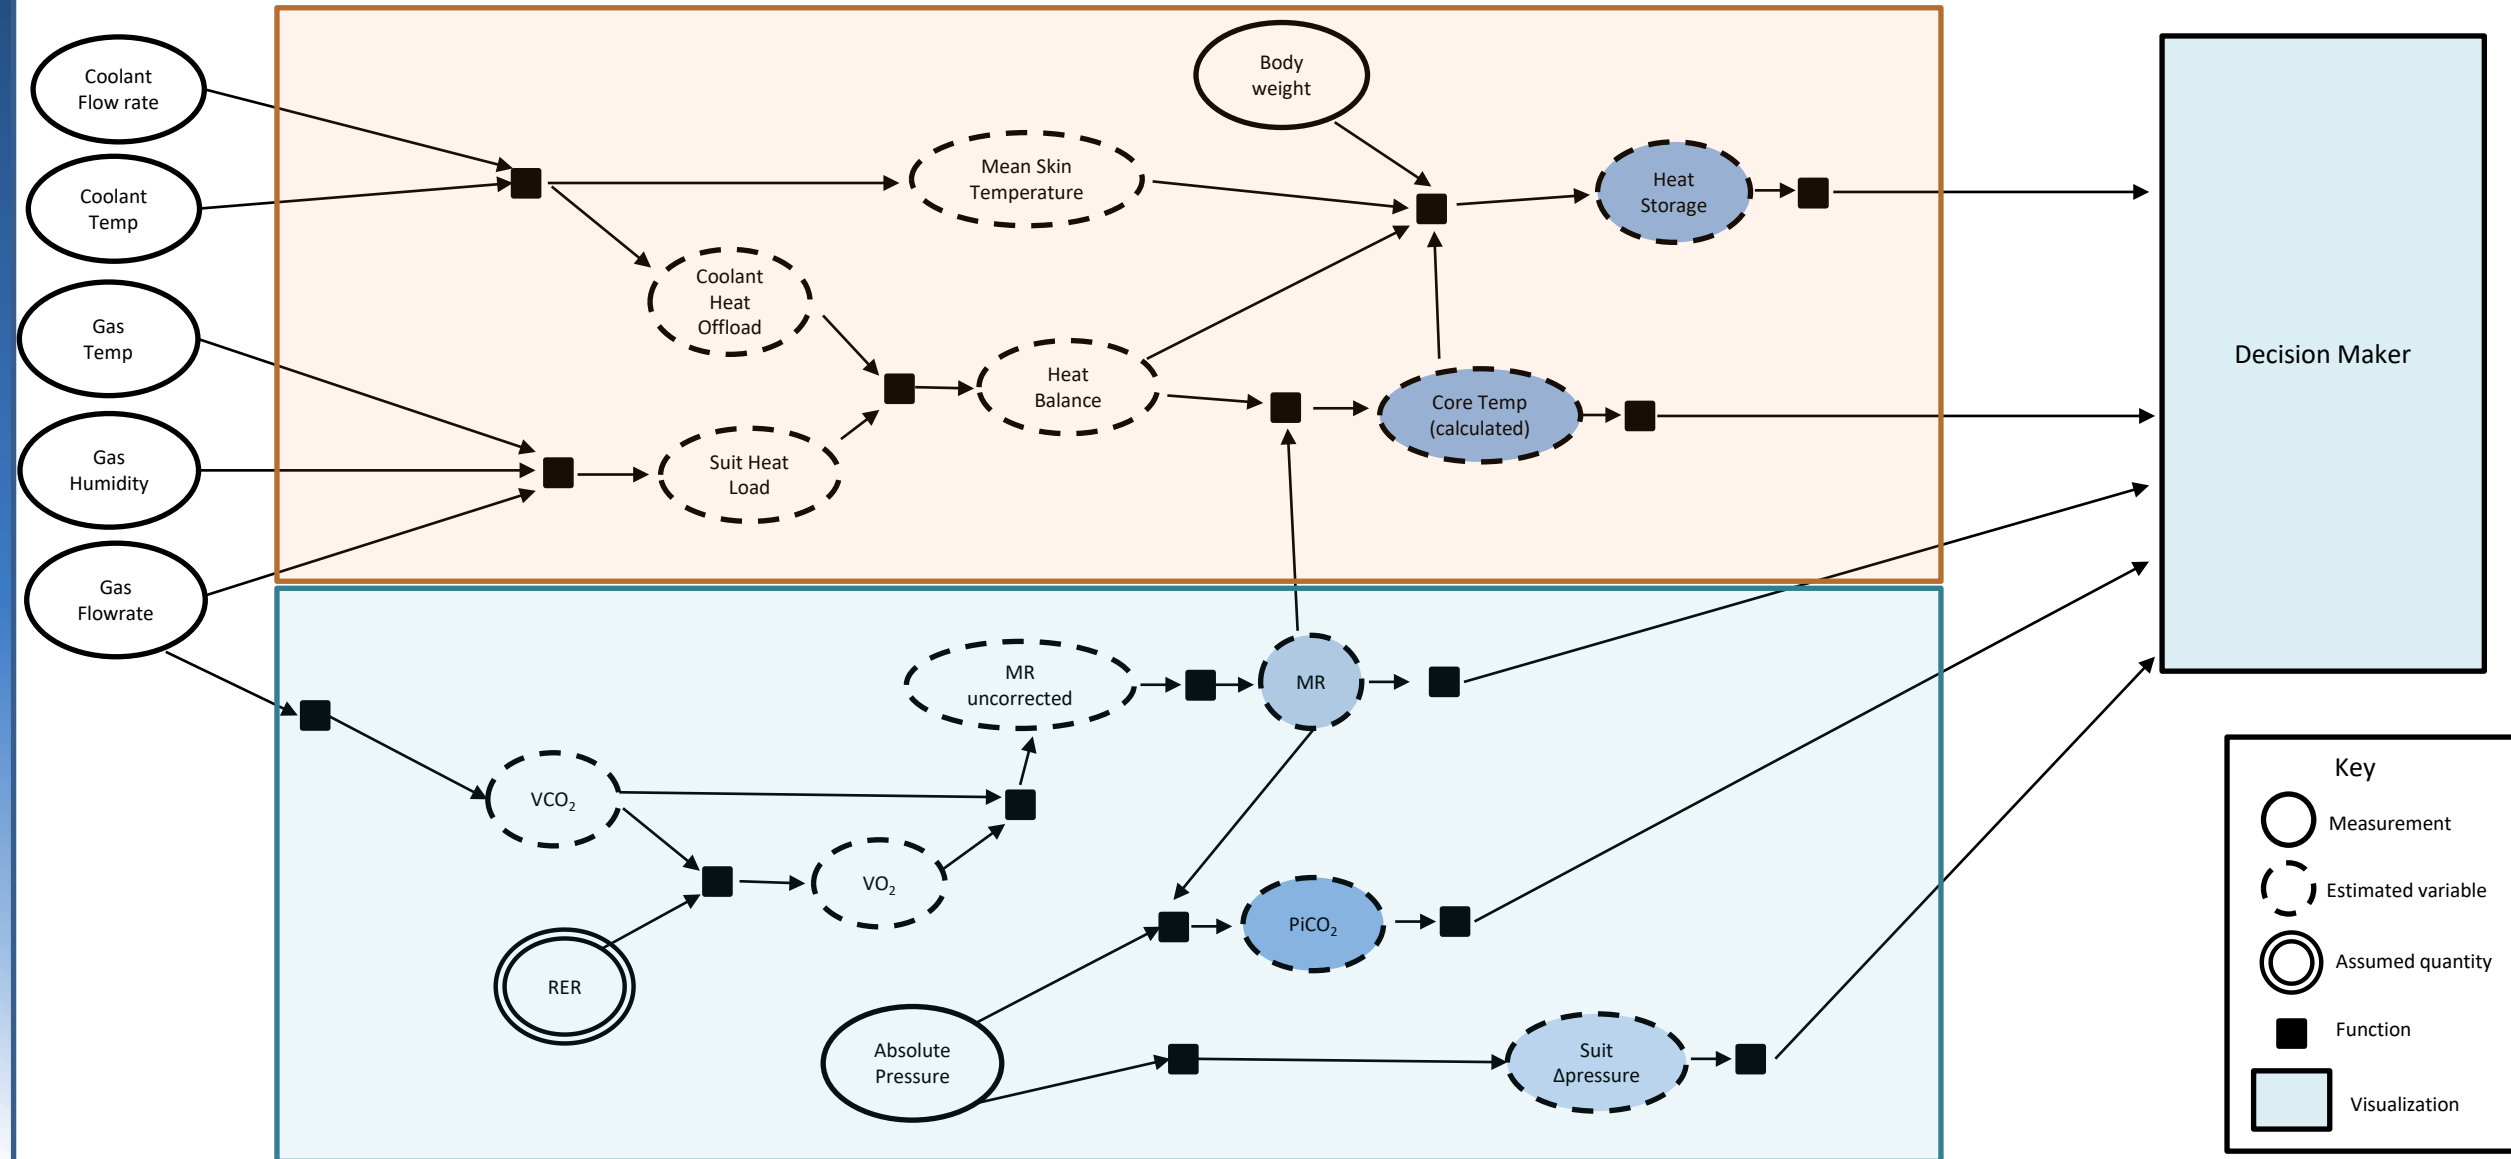 Coolant
Flow rate
Coolant
Temp
Gas
Temp
Gas
Humidity
Gas
Flowrate
Body
weight
Mean Skin
Temperature
Heat
Storage
Coolant
Heat
Offload
Heat
Balance
Core Temp
(calculated)
Suit Heat
Load
MR
uncorrected
MR
VCO₂
VO₂
PiCO₂
RER
Absolute
Pressure
Suit
Δpressure
Decision Maker
Key
Measurement
Estimated variable
Assumed quantity
Function
Visualization